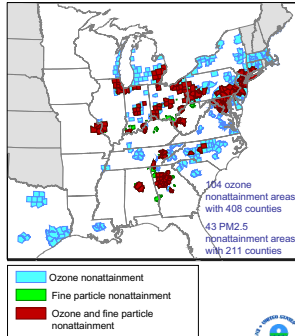 104 ozone
nonattainment areas
with 408 counties
43 PM2.5
nonattainment areas
with 211 counties
Ozone nonattainment
Fine particle nonattainment
Ozone and fine particle
nonattainment